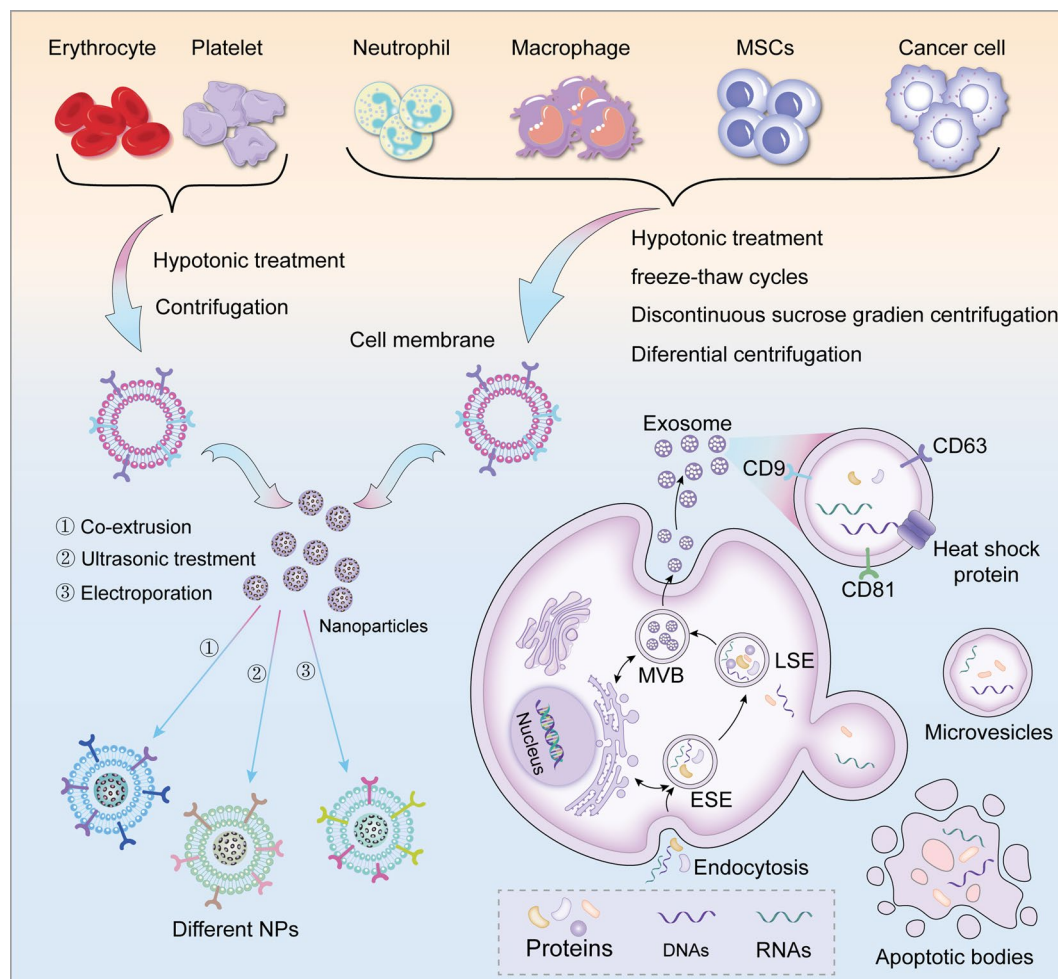 Erythrocyte
Platelet
Neutrophil
Macrophage
MSCs
Cancer cell
Hypotonic treatment
Contrifugation
Hypotonic treatment
freeze-thaw cycles
Discontinuous sucrose gradien centrifugation
Diferential centrifugation
Cell membrane
① Co-extrusion
② Ultrasonic trestment
③ Electroporation
Nanoparticles
①
②
③
Different NPs
Exosome
CD9
CD63
Heat shock
protein
CD81
MVB
LSE
Nucleus
ESE
Endocytosis
Microvesicles
Apoptotic bodies
Proteins
DNAs
RNAs